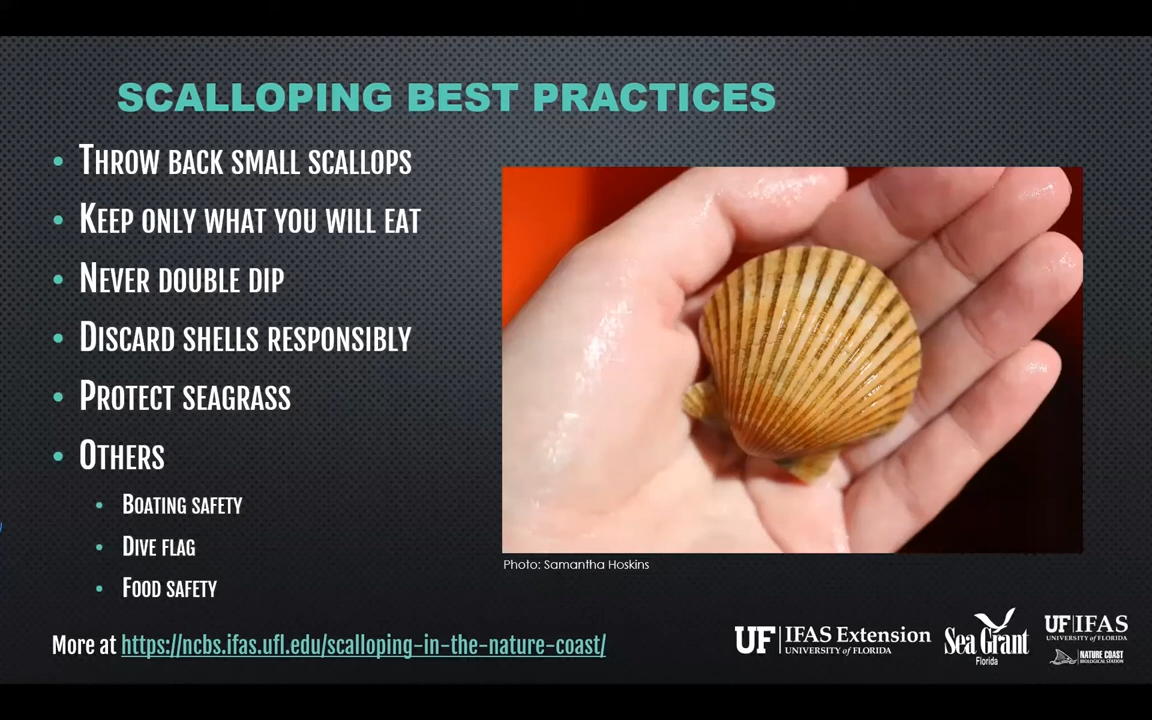 SCALLOPING BEST PRACTICES
• THROW BACK SMALL SCALLOPS
• KEEP ONLY WHAT YOU WILL EAT
• NEVER DOUBLE DIP
• DISCARD SHELLS RESPONSIBLY
• PROTECT SEAGRASS
• OTHERS
• BOATING SAFETY
• DIVE FLAG
• FOOD SAFETY
Photo: Samantha Hoskins
More at https://ncbs.ifas.ufl.edu/scalloping-in-the-nature-coast/
UF IFAS Extension
UNIVERSITY of FLORIDA
Sea Grant
Florida
UF IFAS
UNIVERSITY of FLORIDA
NATURE COAST
BIOLOGICAL STATION